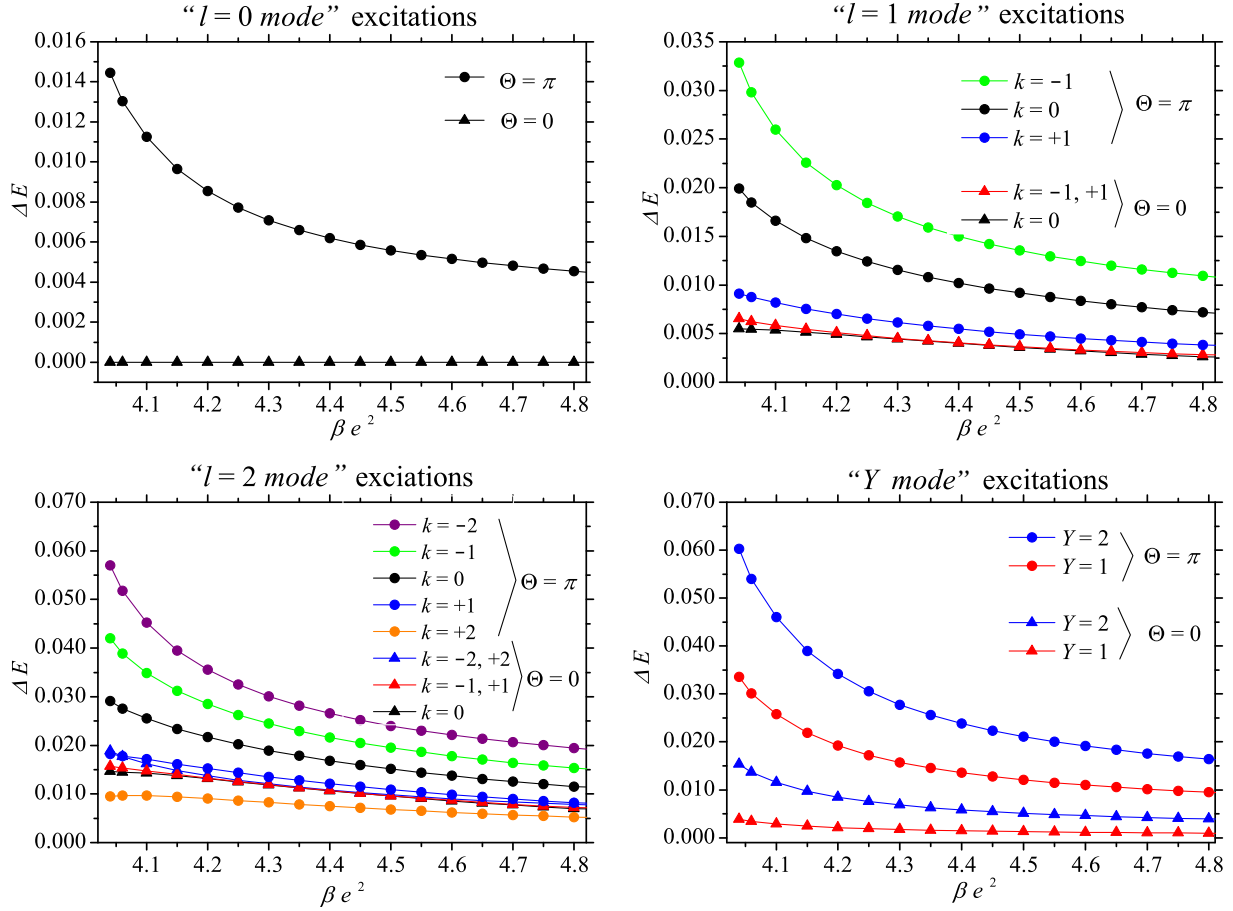 “l = 0 mode” excitations
0.016
0.014
0.012
0.010
0.008
0.006
0.004
0.002
0.000
ΔE
Θ = π
Θ = 0
4.1 4.2 4.3 4.4 4.5 4.6 4.7 4.8
β e²
“l = 1 mode” excitations
0.035
0.030
0.025
0.020
0.015
0.010
0.005
0.000
ΔE
k = −1
k = 0
k = +1
Θ = π
k = −1, +1
k = 0
Θ = 0
4.1 4.2 4.3 4.4 4.5 4.6 4.7 4.8
β e²
“l = 2 mode” exciations
0.070
0.060
0.050
0.040
0.030
0.020
0.010
0.000
ΔE
k = −2
k = −1
k = 0
k = +1
k = +2
Θ = π
k = −2, +2
k = −1, +1
k = 0
Θ = 0
4.1 4.2 4.3 4.4 4.5 4.6 4.7 4.8
β e²
“Y mode” excitations
0.070
0.060
0.050
0.040
0.030
0.020
0.010
0.000
ΔE
Y = 2
Y = 1
Θ = π
Y = 2
Y = 1
Θ = 0
4.1 4.2 4.3 4.4 4.5 4.6 4.7 4.8
β e²